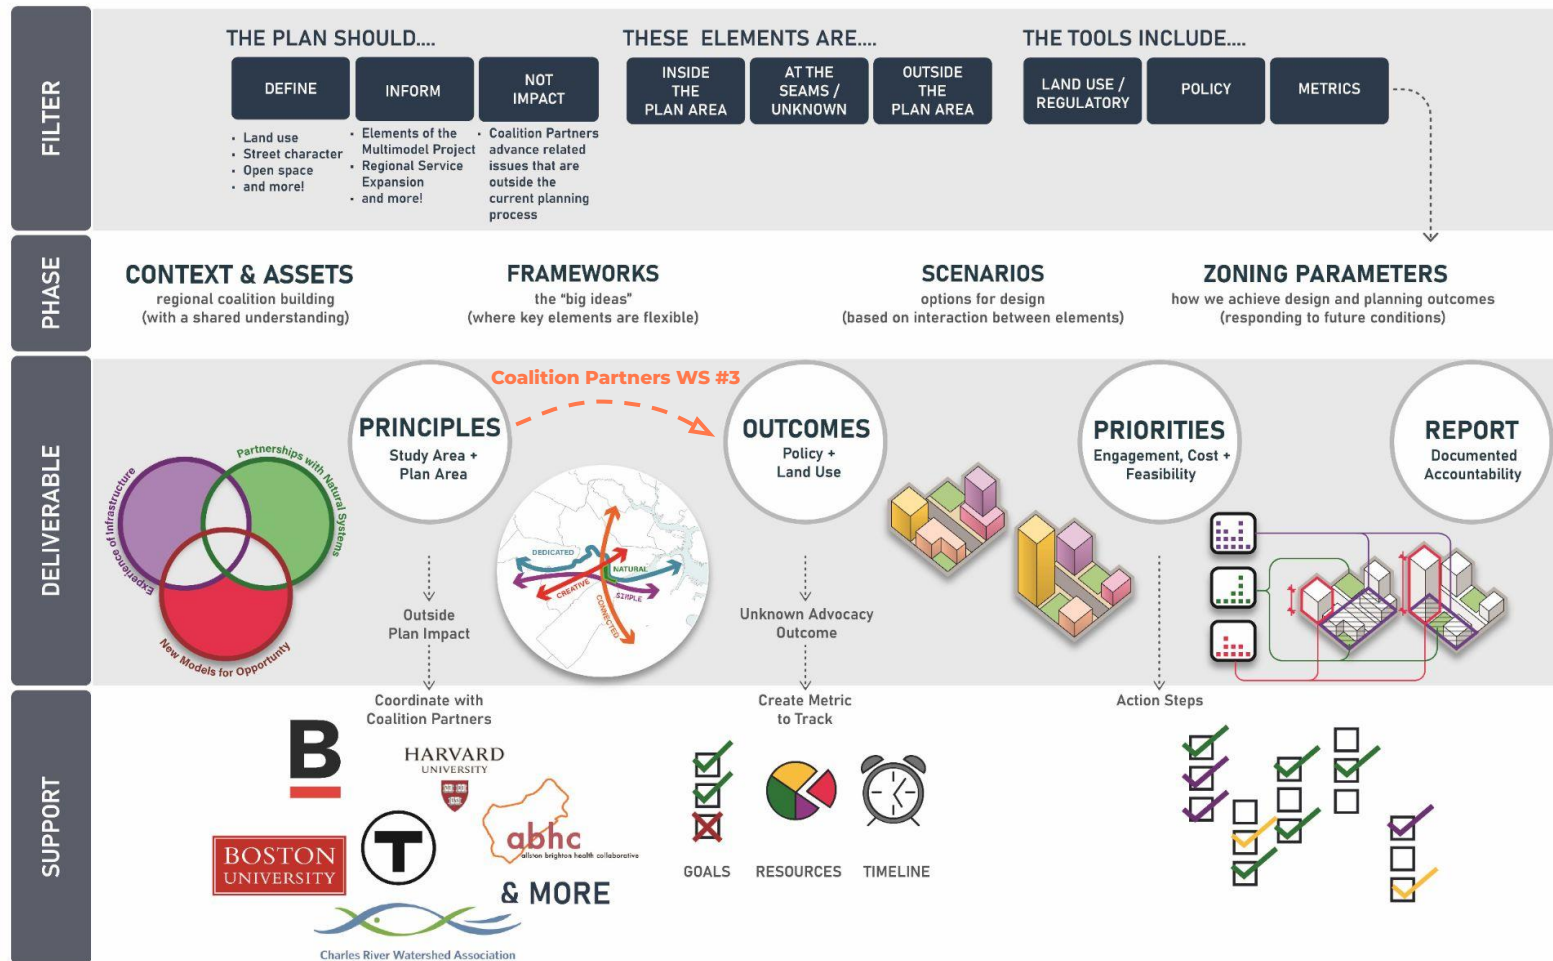 FILTER
THE PLAN SHOULD....
DEFINE
• Land use
• Street character
• Open space
• and more!
INFORM
• Elements of the
Multimodel Project
• Regional Service
Expansion
• and more!
NOT
IMPACT
• Coalition Partners
advance related
issues that are
outside the
current planning
process
THESE ELEMENTS ARE....
INSIDE
THE
PLAN AREA
AT THE
SEAMS /
UNKNOWN
OUTSIDE
THE
PLAN AREA
THE TOOLS INCLUDE....
LAND USE /
REGULATORY
POLICY
METRICS
PHASE
CONTEXT & ASSETS
regional coalition building
(with a shared understanding)
FRAMEWORKS
the "big ideas"
(where key elements are flexible)
SCENARIOS
options for design
(based on interaction between elements)
ZONING PARAMETERS
how we achieve design and planning outcomes
(responding to future conditions)
DELIVERABLE
Experience of Infrastructure
Partnerships with Natural Systems
New Models for Opportunty
PRINCIPLES
Study Area +
Plan Area
Coalition Partners WS #3
OUTCOMES
Policy +
Land Use
PRIORITIES
Engagement, Cost +
Feasibility
REPORT
Documented
Accountability
DEDICATED
NATURAL
CREATIVE
SIMPLE
CONNECTED
Outside
Plan Impact
Unknown Advocacy
Outcome
SUPPORT
Coordinate with
Coalition Partners
B
HARVARD
UNIVERSITY
BOSTON
UNIVERSITY
T
abhc
allston brighton health collaborative
& MORE
Charles River Watershed Association
Create Metric
to Track
GOALS
RESOURCES
TIMELINE
Action Steps